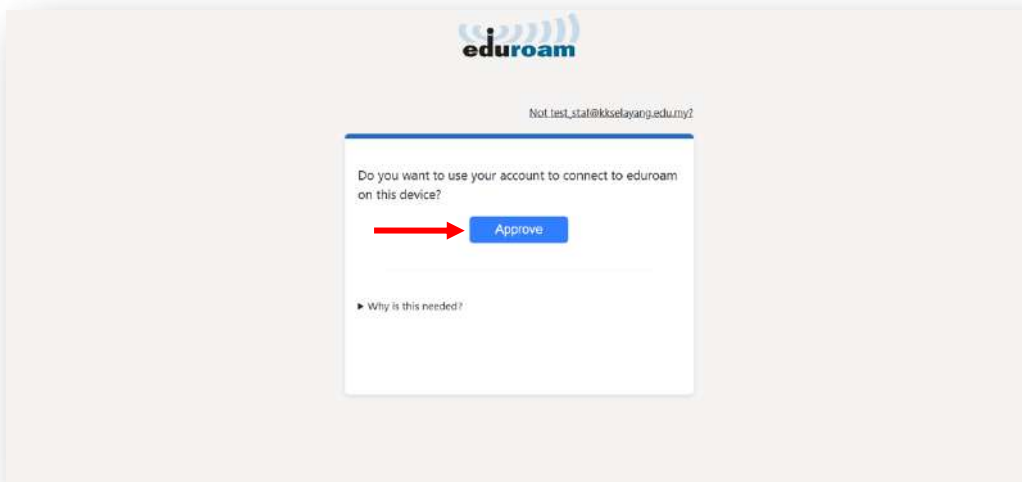 eduroam
Not test_staf@kkselayang.edu.my?
Do you want to use your account to connect to eduroam
on this device?
Approve
▶ Why is this needed?